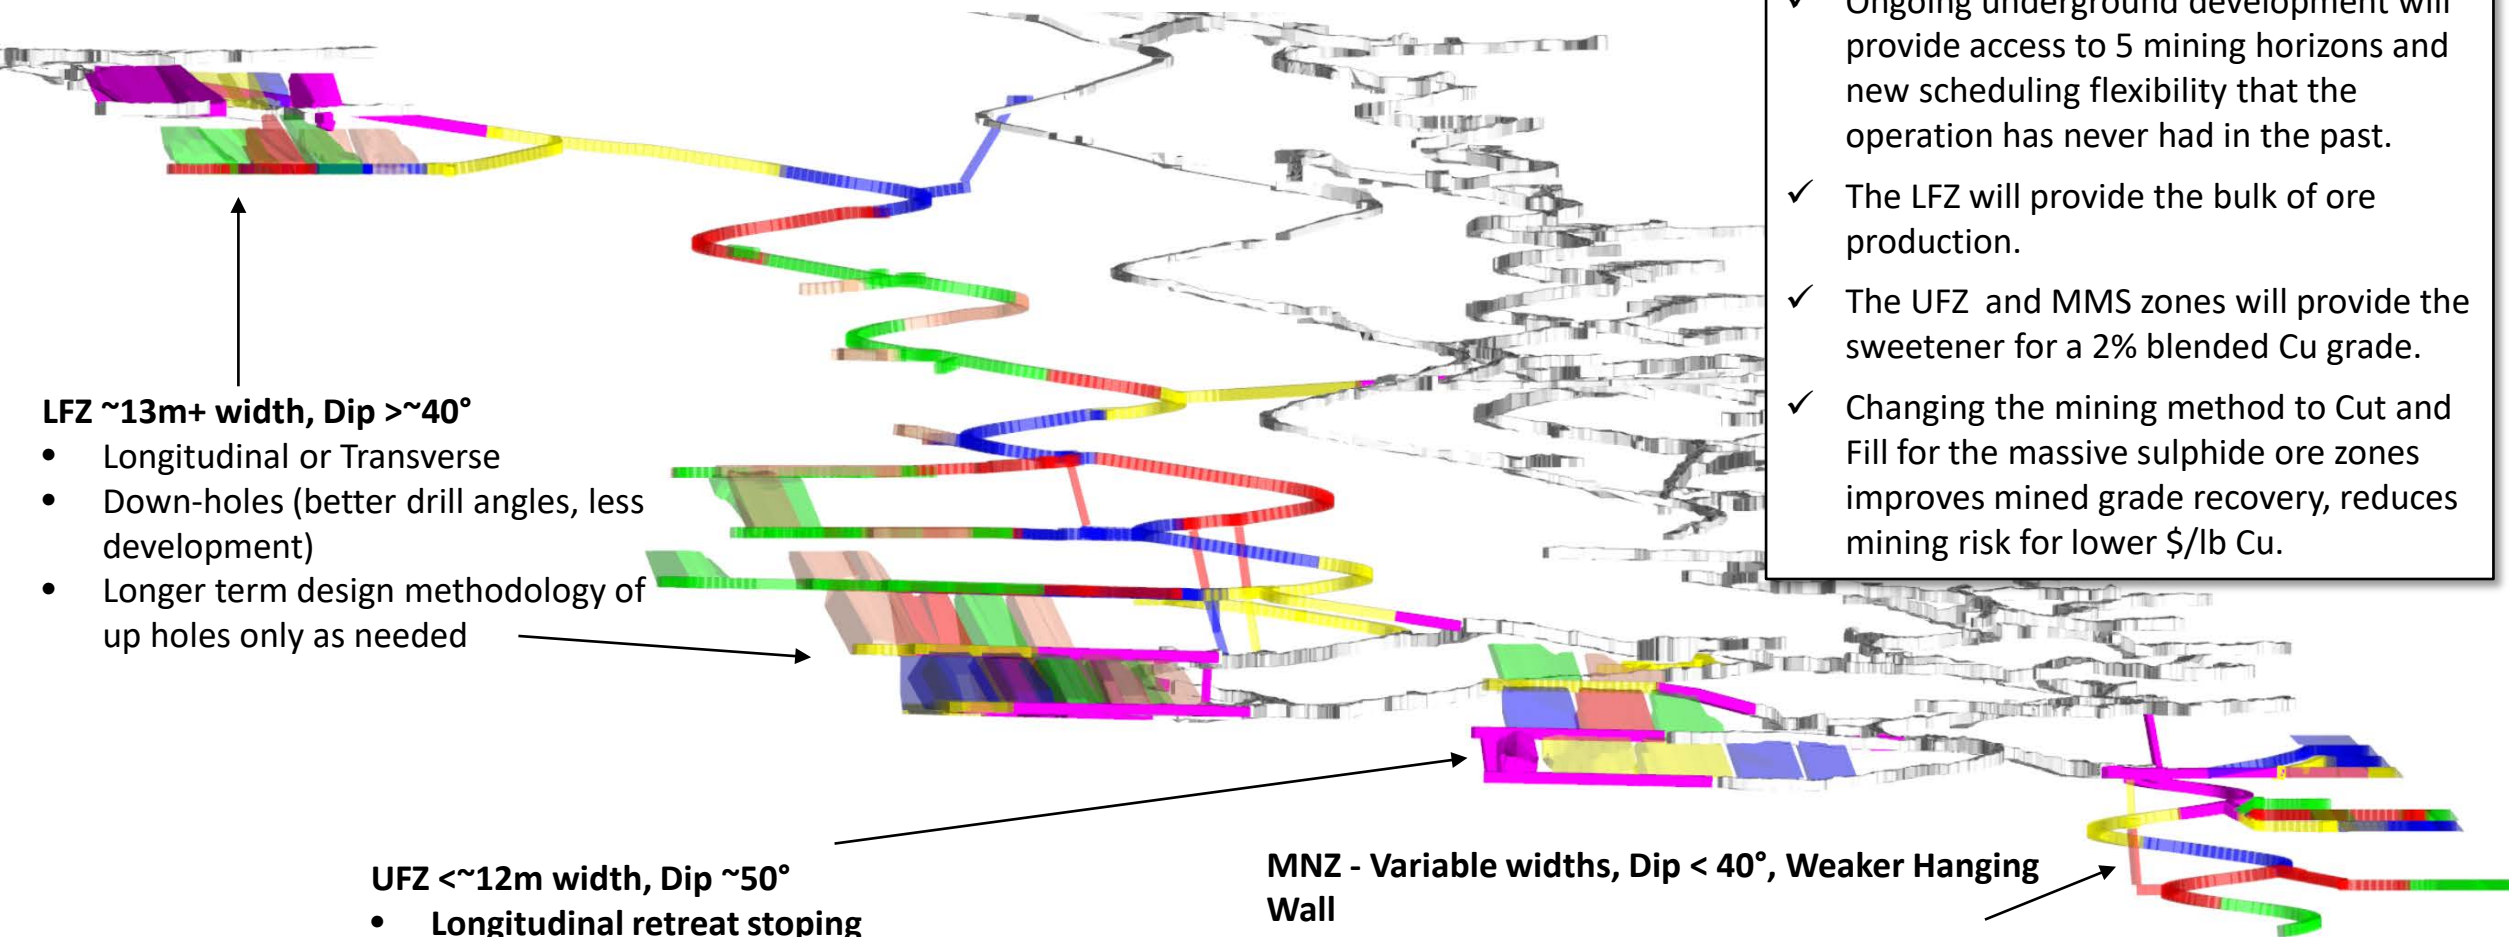 ✓ Ongoing underground development will
provide access to 5 mining horizons and
new scheduling flexibility that the
operation has never had in the past.
✓ The LFZ will provide the bulk of ore
production.
✓ The UFZ and MMS zones will provide the
sweetener for a 2% blended Cu grade.
✓ Changing the mining method to Cut and
Fill for the massive sulphide ore zones
improves mined grade recovery, reduces
mining risk for lower $/lb Cu.
LFZ ~13m+ width, Dip >~40°
• Longitudinal or Transverse
• Down-holes (better drill angles, less
development)
• Longer term design methodology of
up holes only as needed
UFZ <~12m width, Dip ~50°
• Longitudinal retreat stoping
MNZ - Variable widths, Dip < 40°, Weaker Hanging
Wall